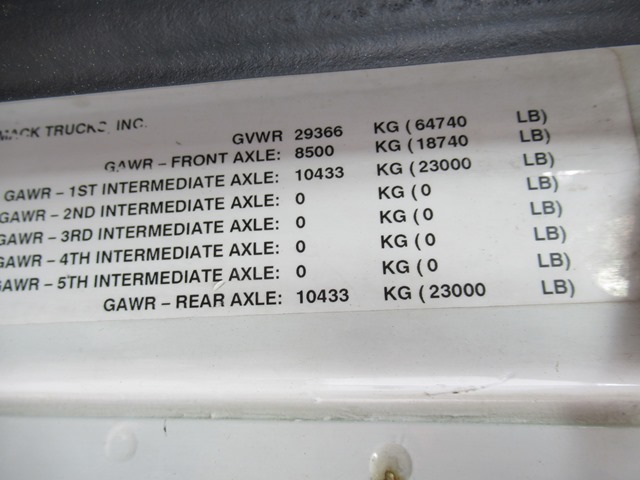 MACK TRUCKS, INC.
GVWR 29366 KG ( 64740 LB)
GAWR – FRONT AXLE: 8500 KG ( 18740 LB)
GAWR – 1ST INTERMEDIATE AXLE: 10433 KG ( 23000 LB)
GAWR – 2ND INTERMEDIATE AXLE: 0 KG ( 0 LB)
GAWR – 3RD INTERMEDIATE AXLE: 0 KG ( 0 LB)
GAWR – 4TH INTERMEDIATE AXLE: 0 KG ( 0 LB)
GAWR – 5TH INTERMEDIATE AXLE: 0 KG ( 0 LB)
GAWR – REAR AXLE: 10433 KG ( 23000 LB)